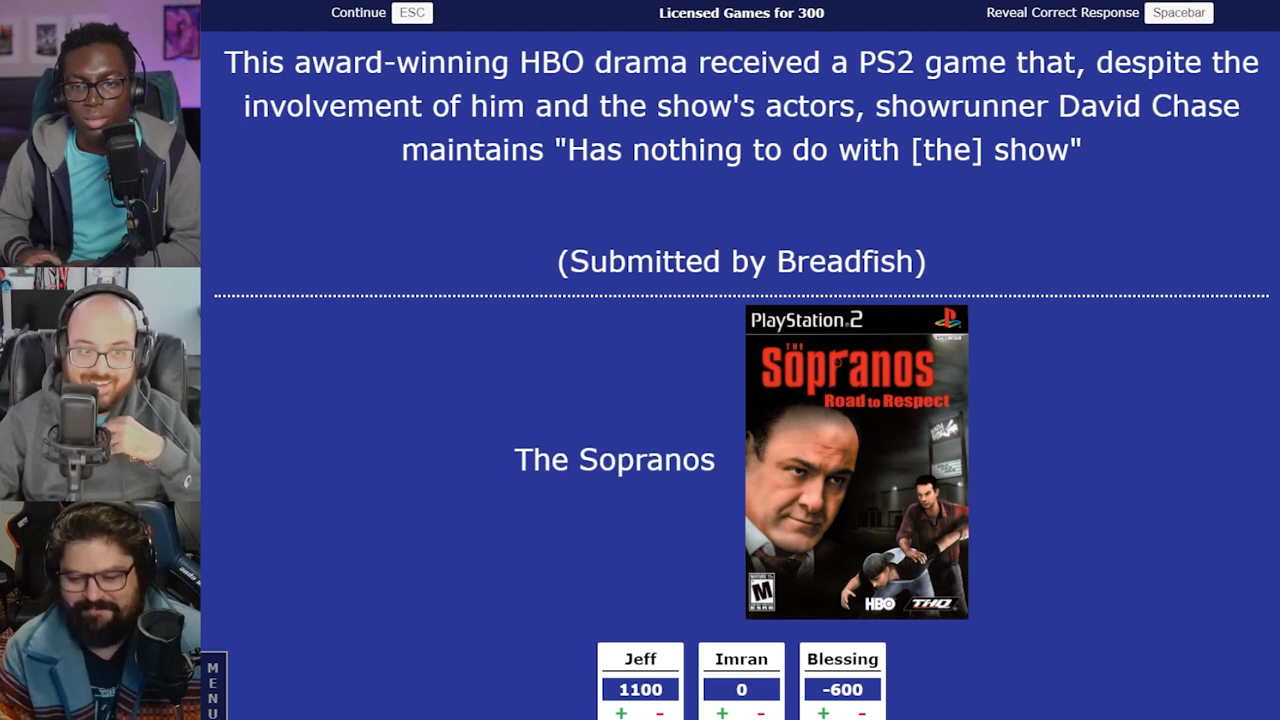 Continue ESC
Licensed Games for 300
Reveal Correct Response Spacebar
This award-winning HBO drama received a PS2 game that, despite the
involvement of him and the show's actors, showrunner David Chase
maintains "Has nothing to do with [the] show"
(Submitted by Breadfish)
The Sopranos
PlayStation 2
THE
Sopranos
Road to Respect
M
HBO THQ
MENU
Jeff Imran Blessing
1100 0 -600
+ - + - + -